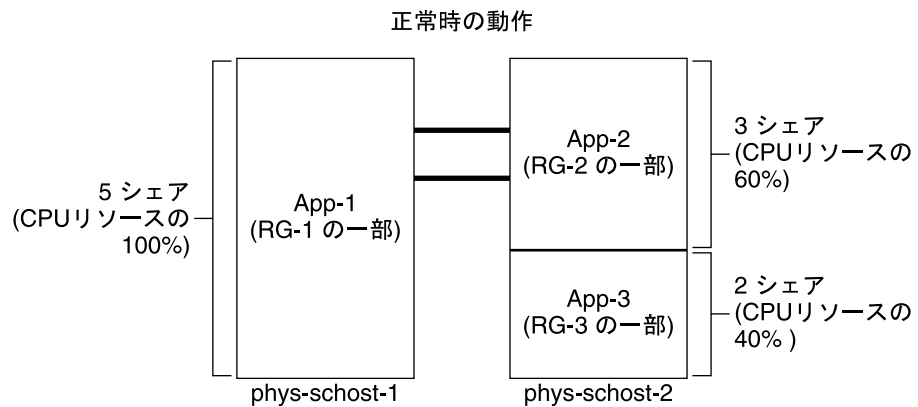 正常時の動作
5 シェア
(CPUリソースの
100%)
App-1
(RG-1 の一部)
phys-schost-1
App-2
(RG-2 の一部)
3 シェア
(CPUリソースの
60%)
App-3
(RG-3 の一部)
2 シェア
(CPUリソースの
40% )
phys-schost-2